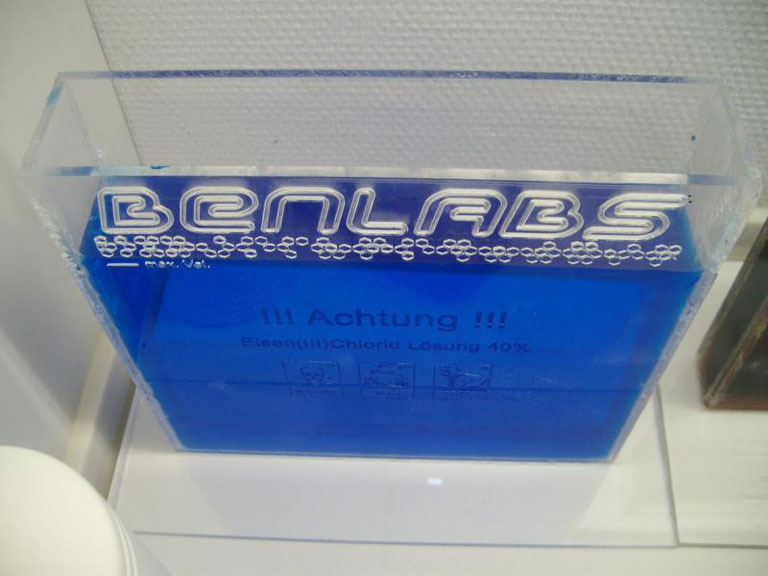 BENLABS
max. Vol.
!!! Achtung !!!
Eisen(III)Chlorid Lösung 40%